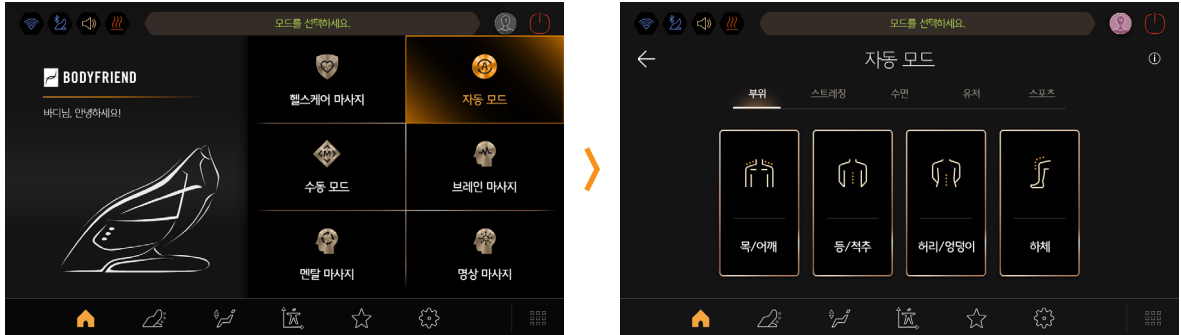 모드를 선택하세요.
BODYFRIEND
바디님, 안녕하세요!
헬스케어 마사지
자동 모드
수동 모드
브레인 마사지
멘탈 마사지
명상 마사지
모드를 선택하세요.
자동 모드
부위
스트레칭
수면
유저
스포츠
목/어깨
등/척추
허리/엉덩이
하체